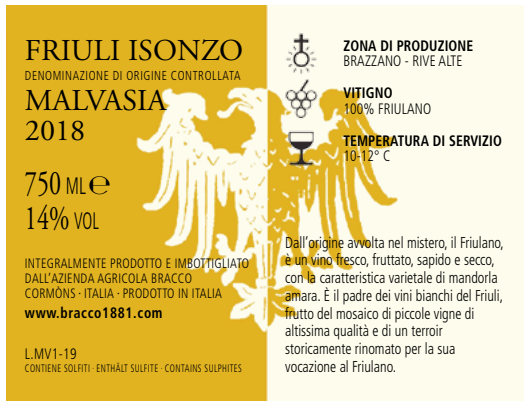 FRIULI ISONZO
DENOMINAZIONE DI ORIGINE CONTROLLATA
MALVASIA
2018
750 ML ℮
14% VOL
INTEGRALMENTE PRODOTTO E IMBOTTIGLIATO
DALL'AZIENDA AGRICOLA BRACCO
CORMÒNS · ITALIA · PRODOTTO IN ITALIA
www.bracco1881.com
L.MV1-19
CONTIENE SOLFITI · ENTHÄLT SULFITE · CONTAINS SULPHITES
ZONA DI PRODUZIONE
BRAZZANO - RIVE ALTE
VITIGNO
100% FRIULANO
TEMPERATURA DI SERVIZIO
10-12° C
Dall'origine avvolta nel mistero, il Friulano,
è un vino fresco, fruttato, sapido e secco,
con la caratteristica varietale di mandorla
amara. È il padre dei vini bianchi del Friuli,
frutto del mosaico di piccole vigne di
altissima qualità e di un terroir
storicamente rinomato per la sua
vocazione al Friulano.